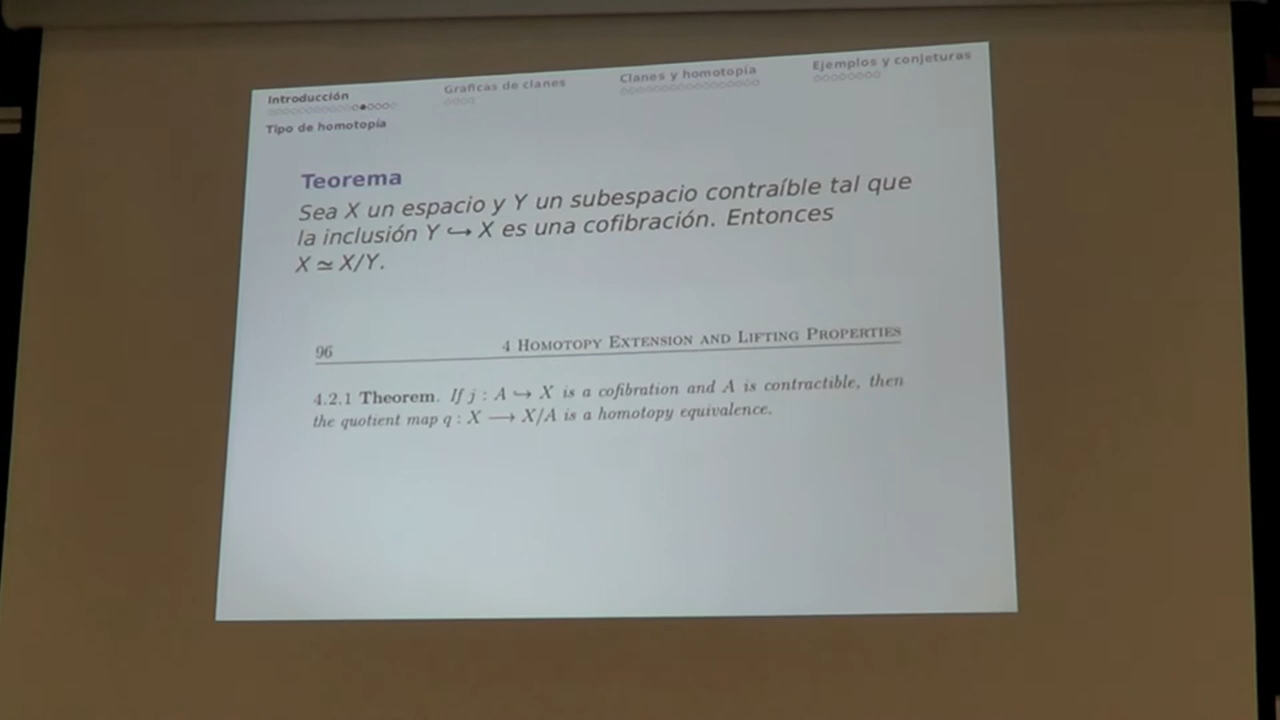 Introducción
Gráficas de clanes
Clanes y homotopía
Ejemplos y conjeturas
Tipo de homotopía
Teorema
Sea X un espacio y Y un subespacio contraíble tal que
la inclusión Y ↪ X es una cofibración. Entonces
X ≃ X/Y.
96
4 HOMOTOPY EXTENSION AND LIFTING PROPERTIES
4.2.1 Theorem. If j : A ↪ X is a cofibration and A is contractible, then
the quotient map q : X ⟶ X/A is a homotopy equivalence.